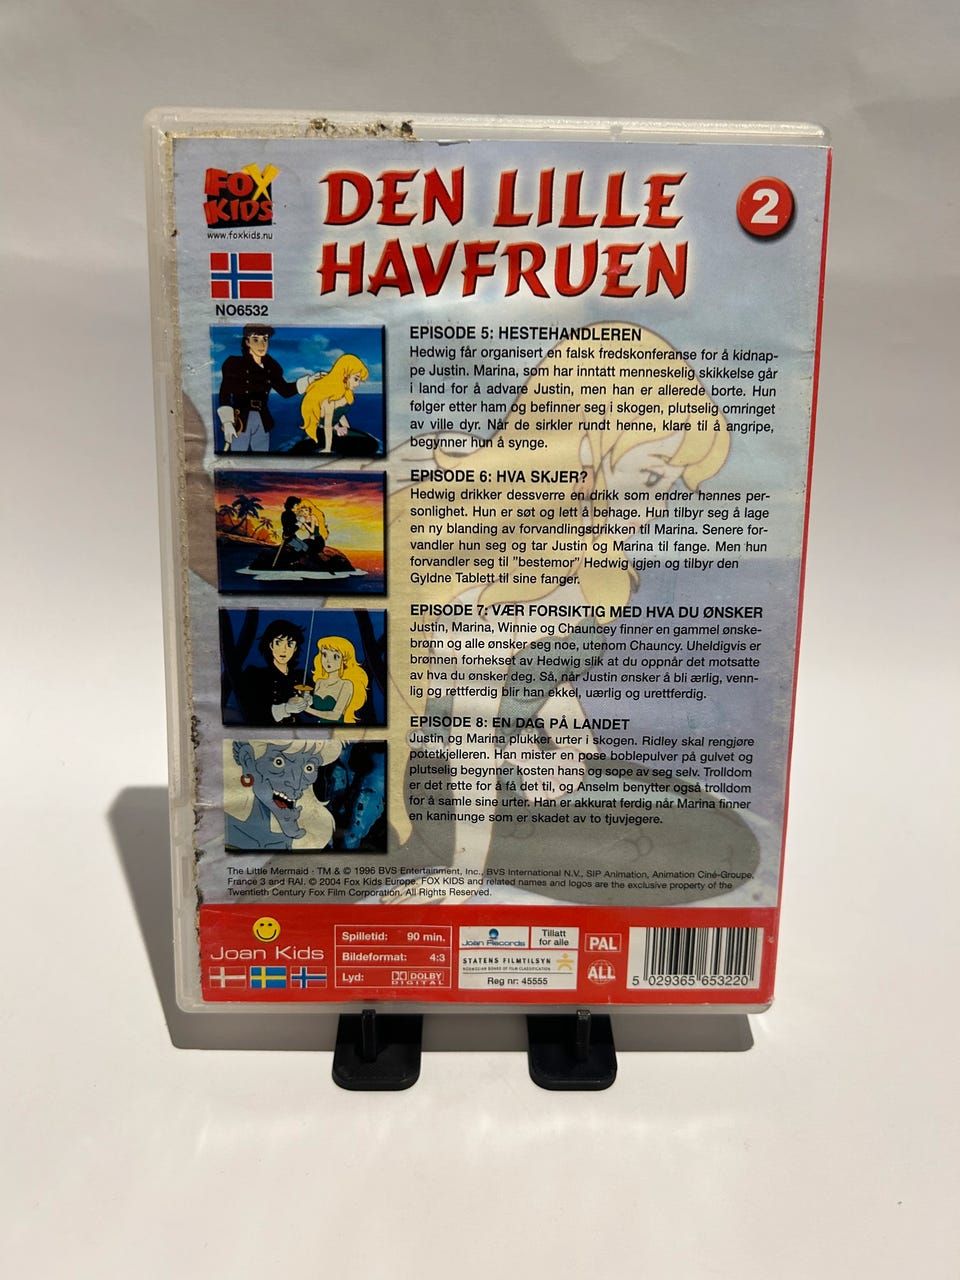 FOX
KIDS
www.foxkids.nu
DEN LILLE
HAVFRUEN
2
NO6532
EPISODE 5: HESTEHANDLEREN
Hedwig får organisert en falsk fredskonferanse for å kidnap-
pe Justin. Marina, som har inntatt menneskelig skikkelse går
i land for å advare Justin, men han er allerede borte. Hun
følger etter ham og befinner seg i skogen, plutselig omringet
av ville dyr. Når de sirkler rundt henne, klare til å angripe,
begynner hun å synge.
EPISODE 6: HVA SKJER?
Hedwig drikker dessverre en drikk som endrer hennes per-
sonlighet. Hun er søt og lett å behage. Hun tilbyr seg å lage
en ny blanding av forvandlingsdrikken til Marina. Senere for-
vandler hun seg og tar Justin og Marina til fange. Men hun
forvandler seg til "bestemor" Hedwig igjen og tilbyr den
Gyldne Tablett til sine fanger.
EPISODE 7: VÆR FORSIKTIG MED HVA DU ØNSKER
Justin, Marina, Winnie og Chauncey finner en gammel ønske-
brønn og alle ønsker seg noe, utenom Chauncy. Uheldigvis er
brønnen forhekset av Hedwig slik at du oppnår det motsatte
av hva du ønsker deg. Så, når Justin ønsker å bli ærlig, venn-
lig og rettferdig blir han ekkel, uærlig og urettferdig.
EPISODE 8: EN DAG PÅ LANDET
Justin og Marina plukker urter i skogen. Ridley skal rengjøre
potetkjelleren. Han mister en pose boblepulver på gulvet og
plutselig begynner kosten hans og sope av seg selv. Trolldom
er det rette for å få det til, og Anselm benytter også trolldom
for å samle sine urter. Han er akkurat ferdig når Marina finner
en kaninunge som er skadet av to tjuvjegere.
The Little Mermaid · TM & © 1996 BVS Entertainment, Inc., BVS International N.V., SIP Animation, Animation Ciné-Groupe,
France 3 and RAI. © 2004 Fox Kids Europe. FOX KIDS and related names and logos are the exclusive property of the
Twentieth Century Fox Film Corporation. All Rights Reserved.
Joan Kids
Spilletid: 90 min.
Bildeformat: 4:3
Lyd: DOLBY
DIGITAL
Joan Records
Tillatt
for alle
STATENS FILMTILSYN
NORWEGIAN BOARD OF FILM CLASSIFICATION
Reg nr: 45555
PAL
ALL
5 029365 653220